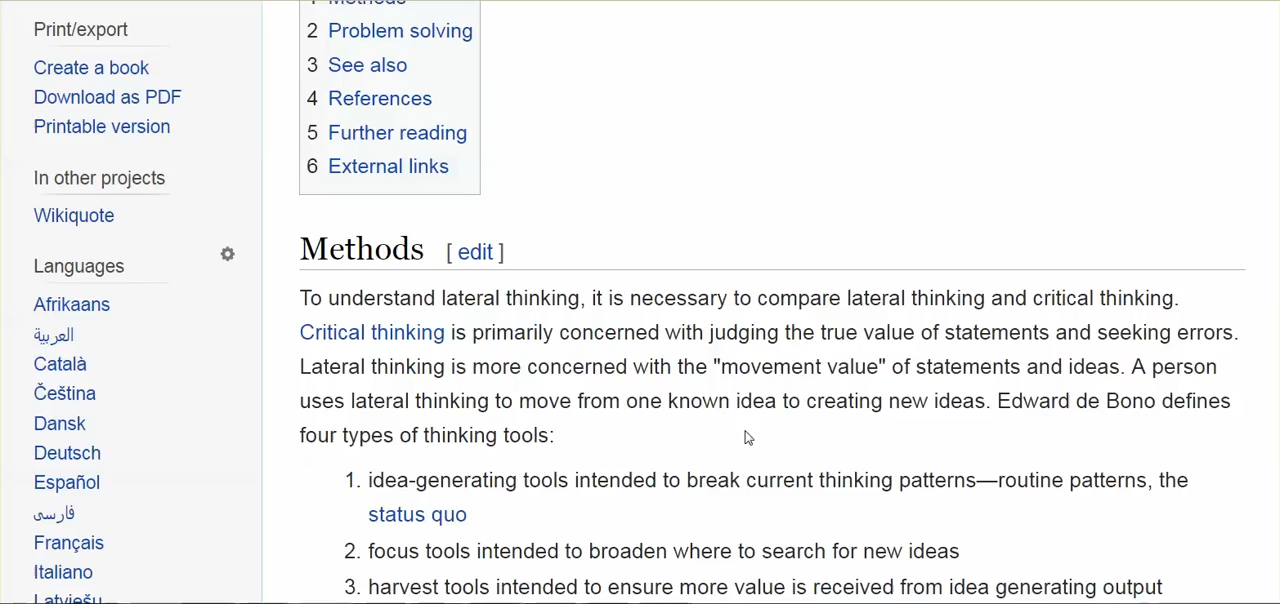 Print/export
Create a book
Download as PDF
Printable version
In other projects
Wikiquote
Languages
Afrikaans
العربية
Català
Čeština
Dansk
Deutsch
Español
فارسی
Français
Italiano
Latviešu
1 Methods
2 Problem solving
3 See also
4 References
5 Further reading
6 External links
Methods [ edit ]
To understand lateral thinking, it is necessary to compare lateral thinking and critical thinking.
Critical thinking is primarily concerned with judging the true value of statements and seeking errors.
Lateral thinking is more concerned with the "movement value" of statements and ideas. A person
uses lateral thinking to move from one known idea to creating new ideas. Edward de Bono defines
four types of thinking tools:
1. idea-generating tools intended to break current thinking patterns—routine patterns, the
status quo
2. focus tools intended to broaden where to search for new ideas
3. harvest tools intended to ensure more value is received from idea generating output